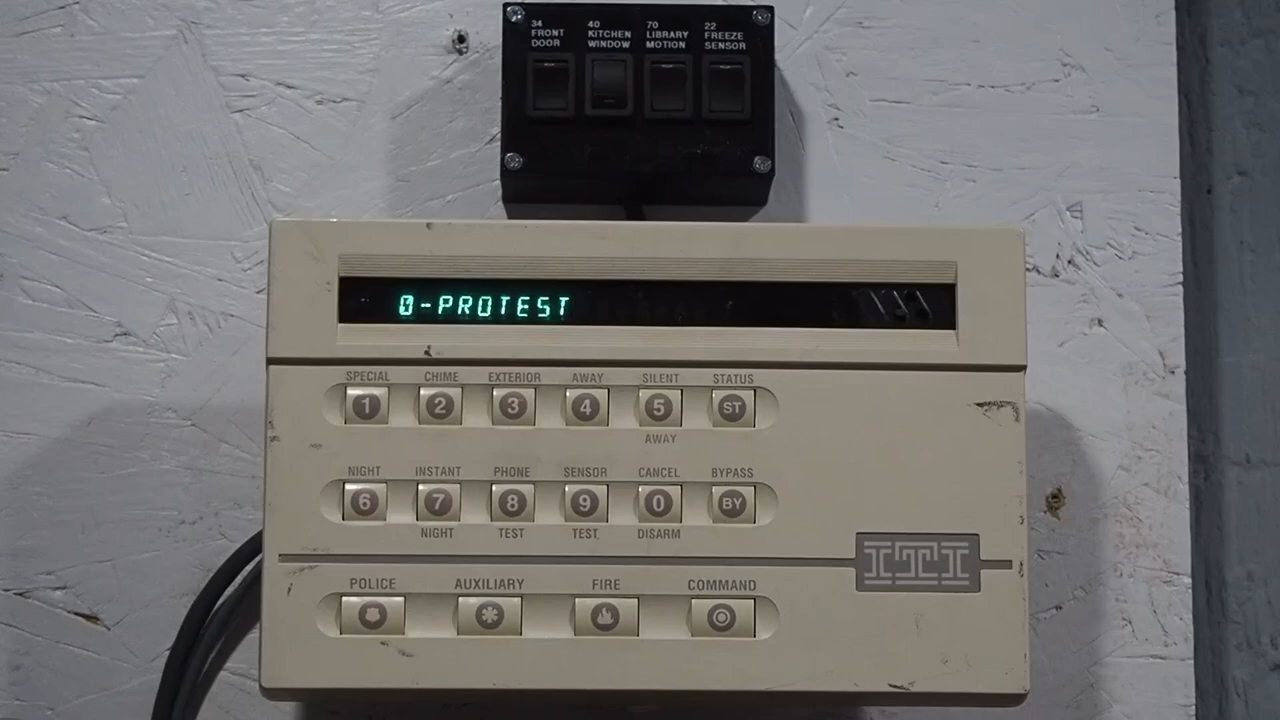 34 FRONT DOOR
40 KITCHEN WINDOW
70 LIBRARY MOTION
22 FREEZE SENSOR
0-PROTEST
SPECIAL CHIME EXTERIOR AWAY SILENT STATUS
1 2 3 4 5 ST
AWAY
NIGHT INSTANT PHONE SENSOR CANCEL BYPASS
6 7 8 9 0 BY
NIGHT TEST TEST DISARM
ITI
POLICE AUXILIARY FIRE COMMAND